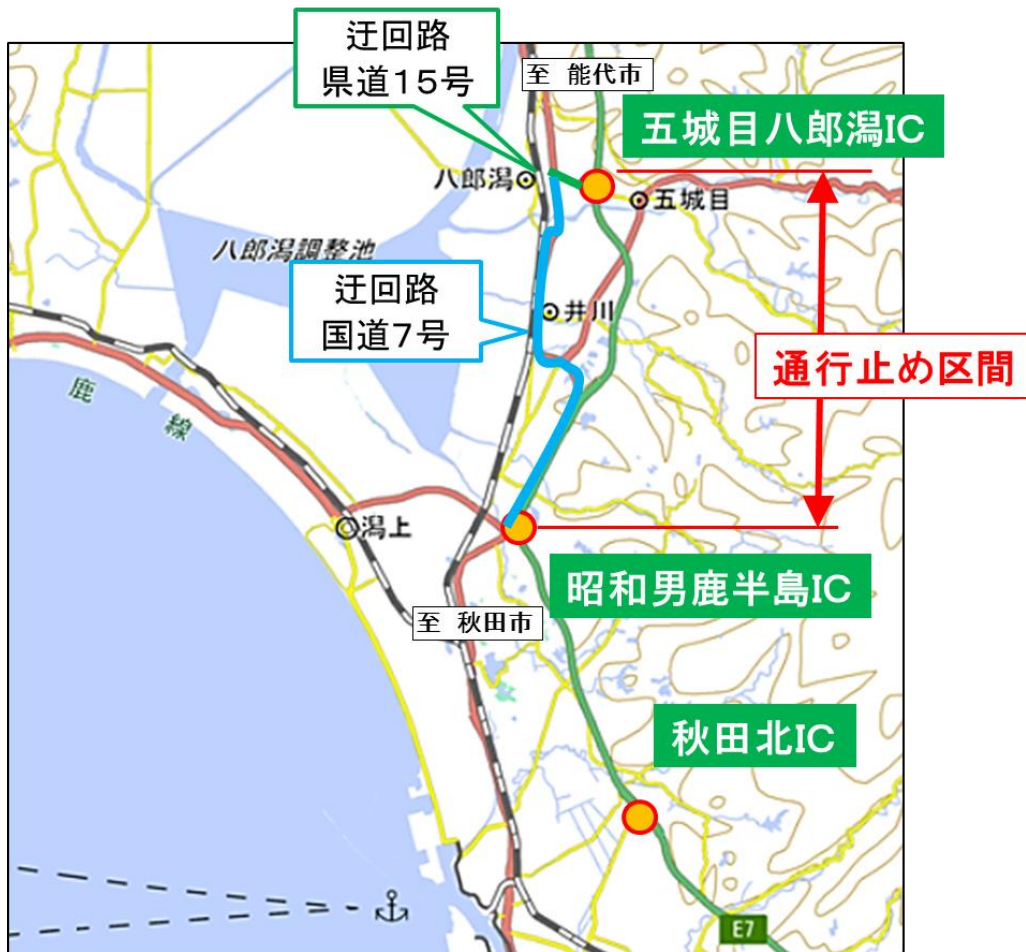 迂回路
県道15号
至 能代市
五城目八郎潟IC
八郎潟
五城目
八郎潟調整池
迂回路
国道7号
井川
通行止め区間
鹿
線
潟上
昭和男鹿半島IC
至 秋田市
秋田北IC
E7